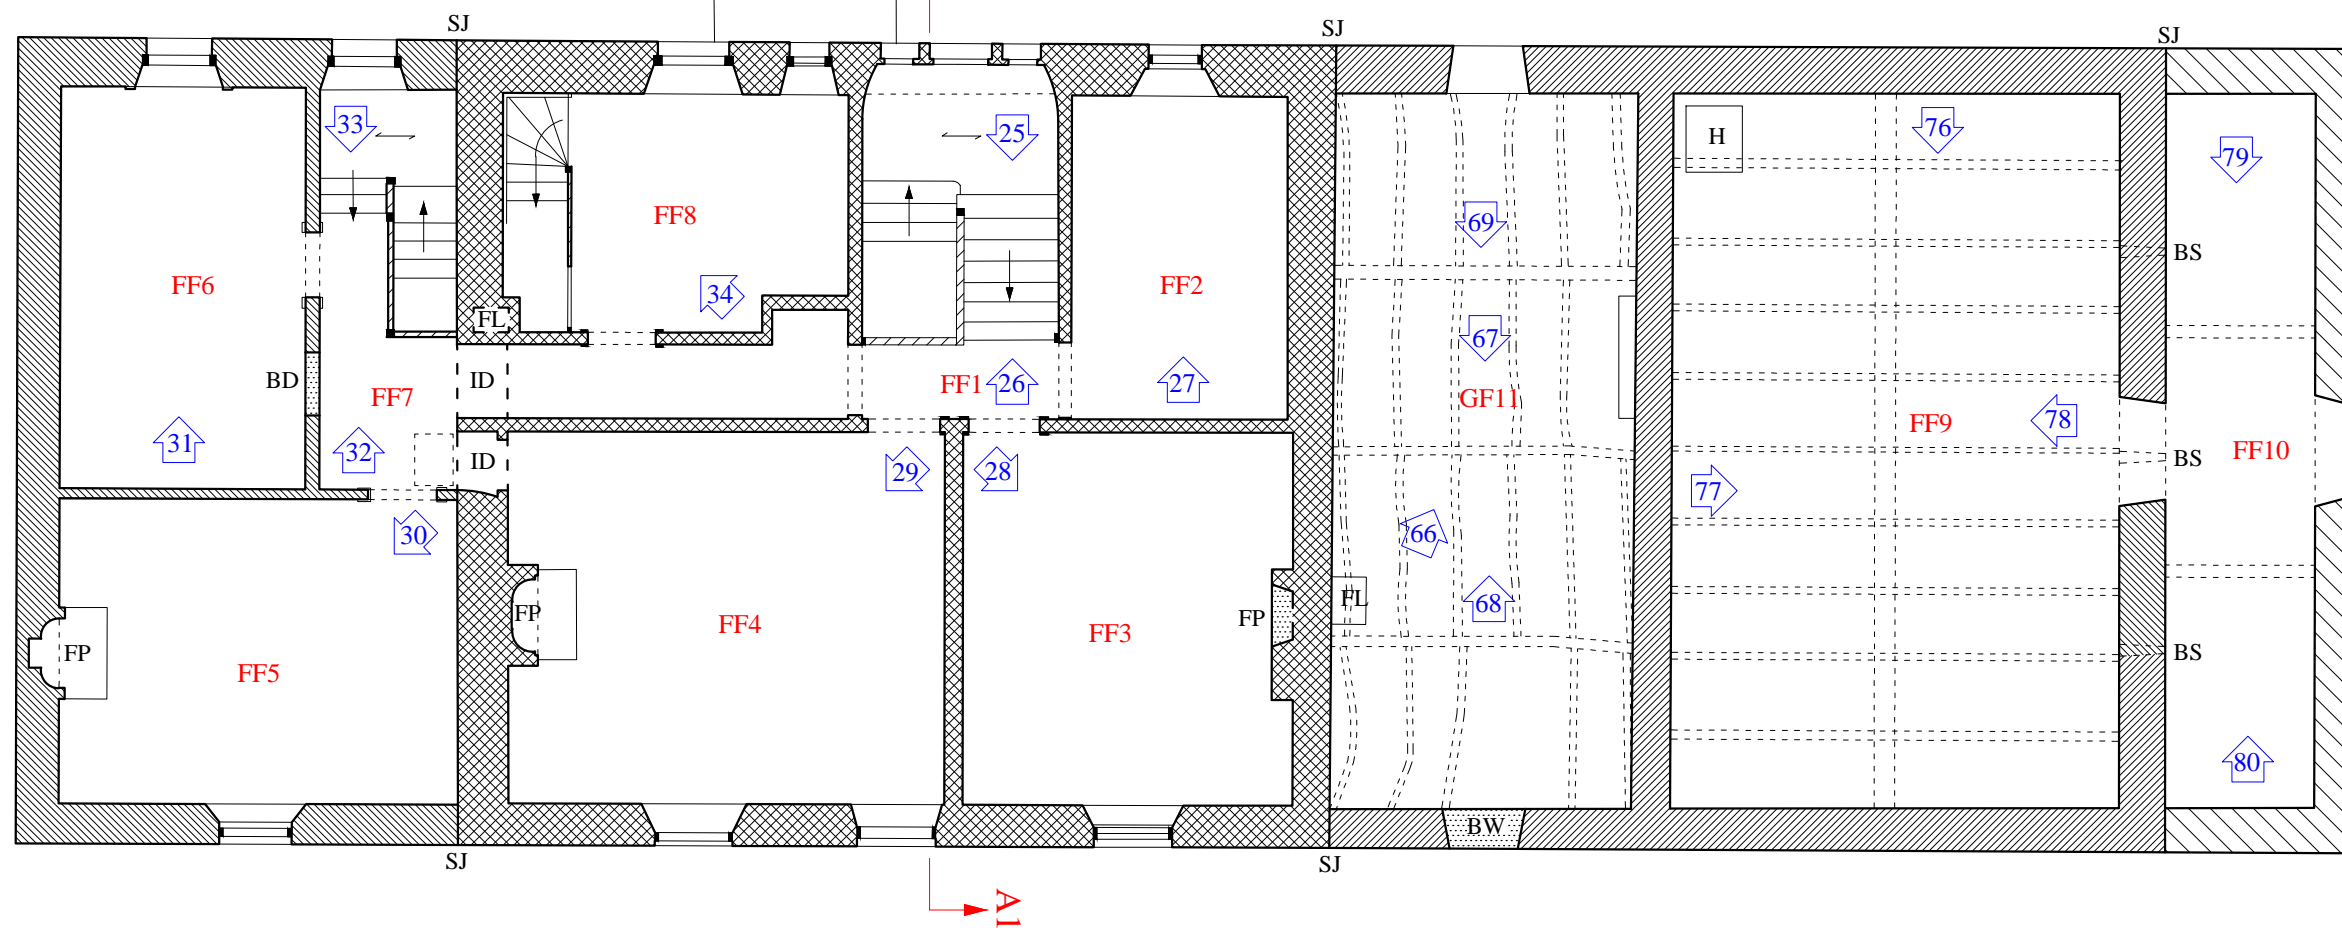 SJ
SJ
SJ
33
25
76
H
79
FF8
69
BS
FF6
FF2
34
FL
67
BD
ID
FF7
FF1
26
27
GF11
78
FF9
31
32
ID
29
28
BS
FF10
77
30
66
FP
FL
68
FP
FF4
FF3
FP
BS
FF5
80
BW
SJ
SJ
A1